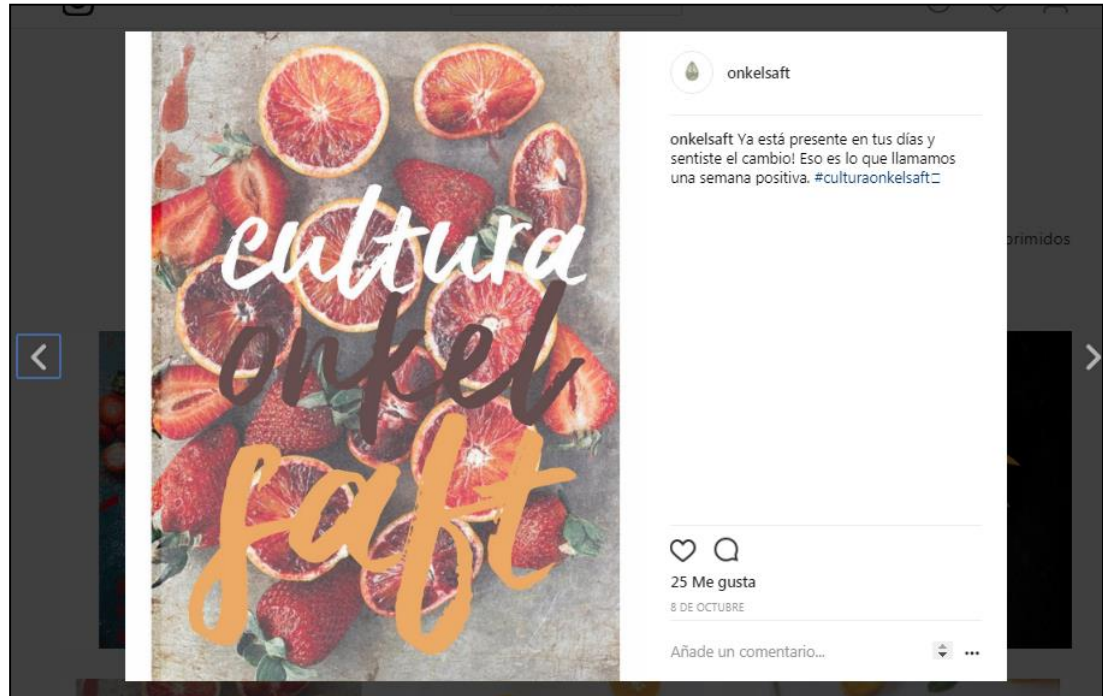 cultura
onkel
saft
onkelsaft
onkelsaft Ya está presente en tus días y
sentiste el cambio! Eso es lo que llamamos
una semana positiva. #culturaonkelsaft
primidos
25 Me gusta
8 DE OCTUBRE
Añade un comentario...